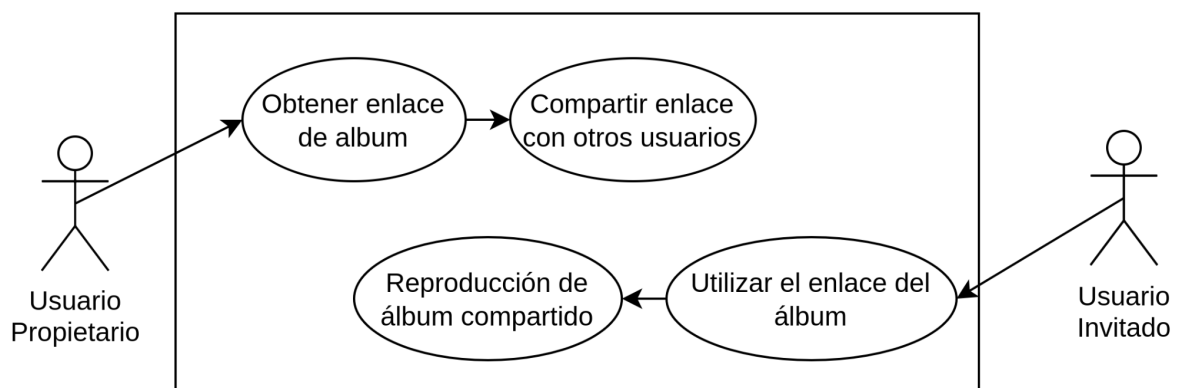 Obtener enlace
de album
Compartir enlace
con otros usuarios
Usuario
Propietario
Reproducción de
álbum compartido
Utilizar el enlace del
álbum
Usuario
Invitado